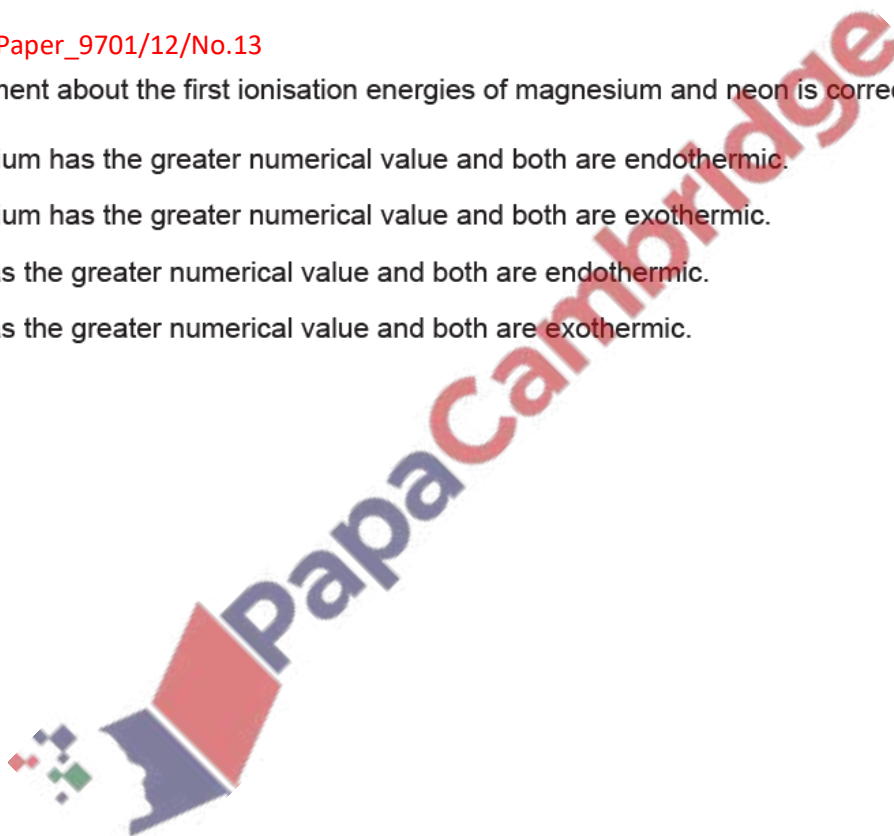 Paper_9701/12/No.13
nent about the first ionisation energies of magnesium and neon is correc
ium has the greater numerical value and both are endothermic.
ium has the greater numerical value and both are exothermic.
as the greater numerical value and both are endothermic.
as the greater numerical value and both are exothermic.
PapaCambridge